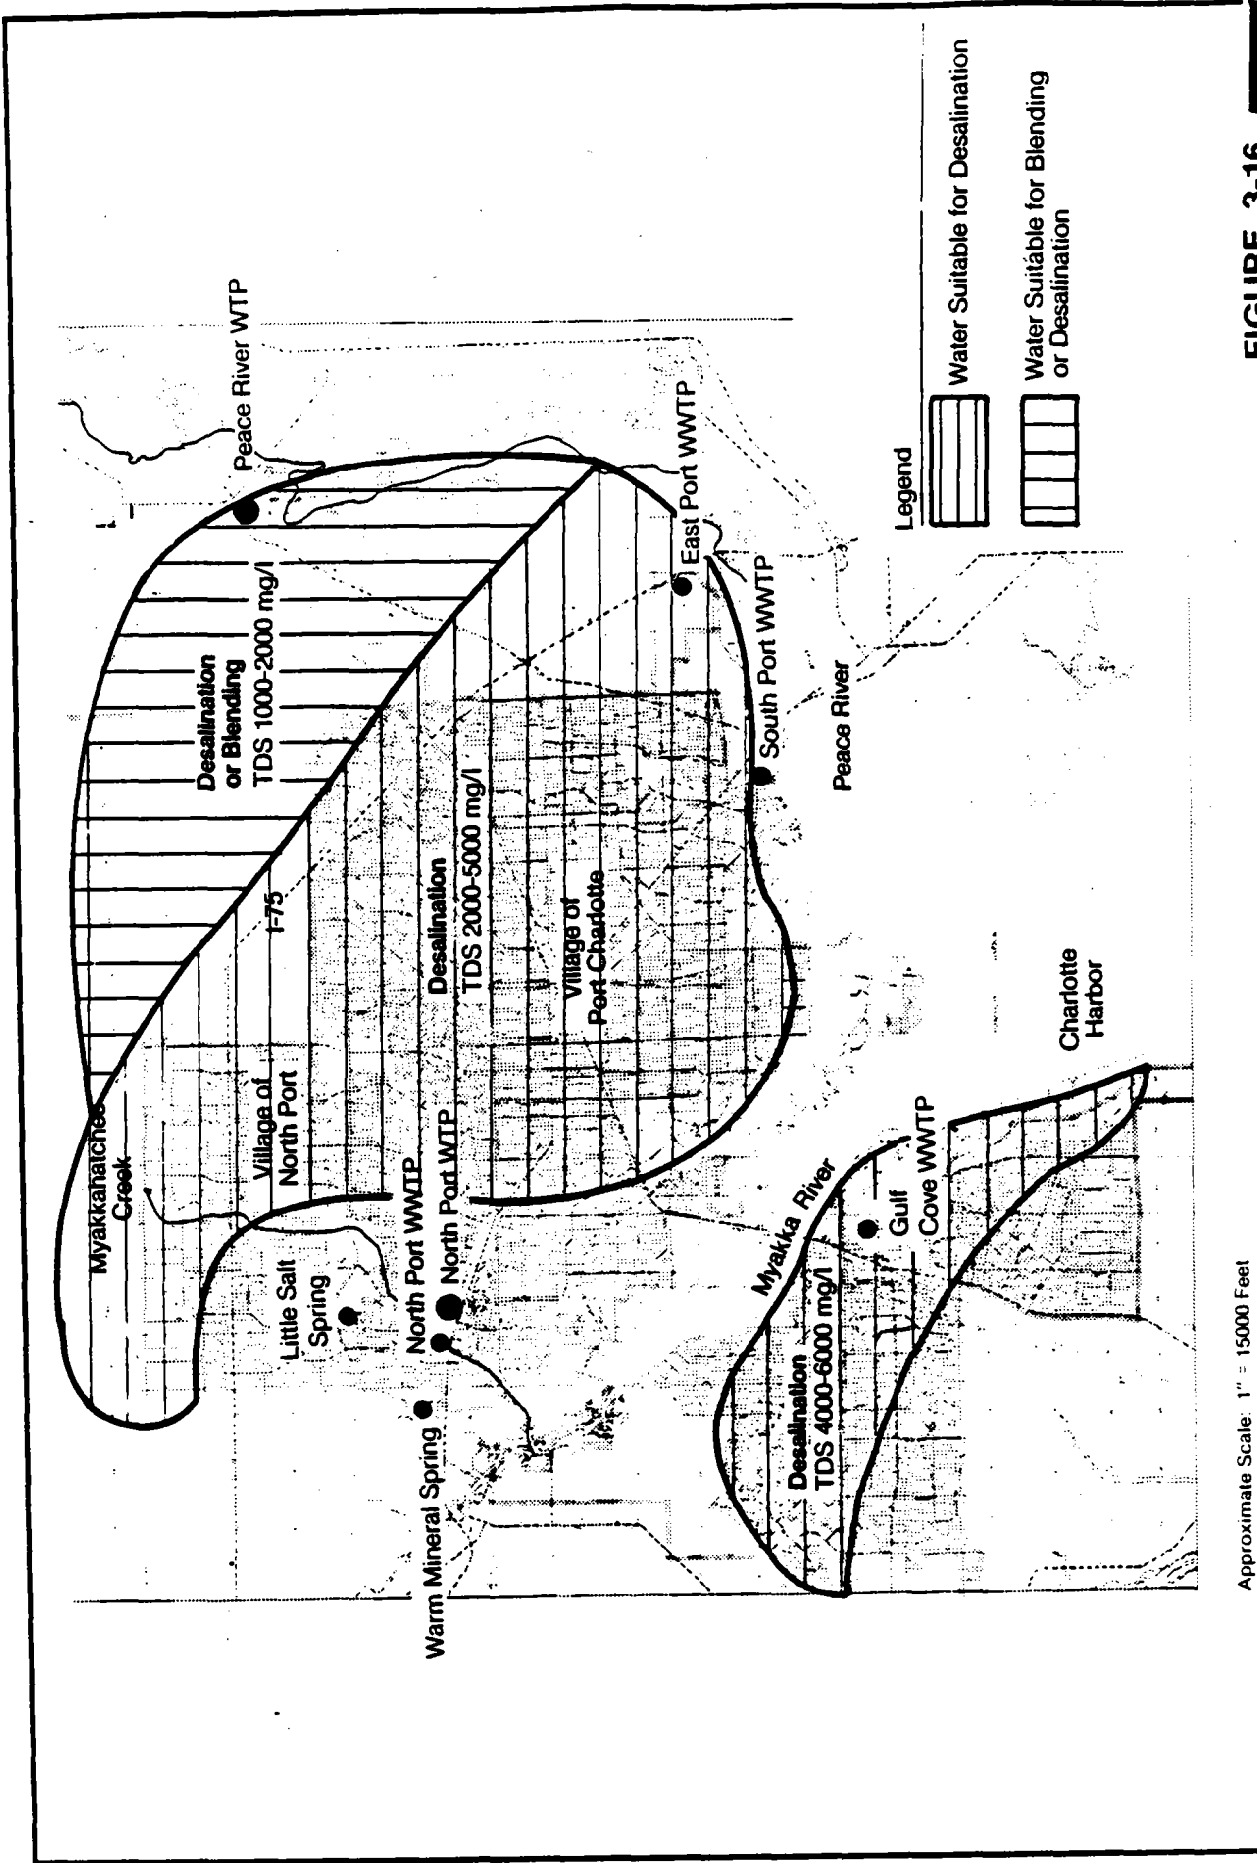 Peace River WTP
Desalination
or Blending
TDS 1000-2000 mg/l
Myakkahatchee
Creek
I-75
Village of
North Port
Little Salt
Spring
Desalination
TDS 2000-5000 mg/l
North Port WWTP
North Port WTP
Warm Mineral Spring
Village of
Port Charlotte
East Port WWTP
South Port WWTP
Peace River
Myakka River
Desalination
TDS 4000-6000 mg/l
Gulf
Cove WWTP
Charlotte
Harbor
Legend
Water Suitable for Desalination
Water Suitable for Blending
or Desalination
Approximate Scale: 1" = 15000 Feet
FIGURE 3-16